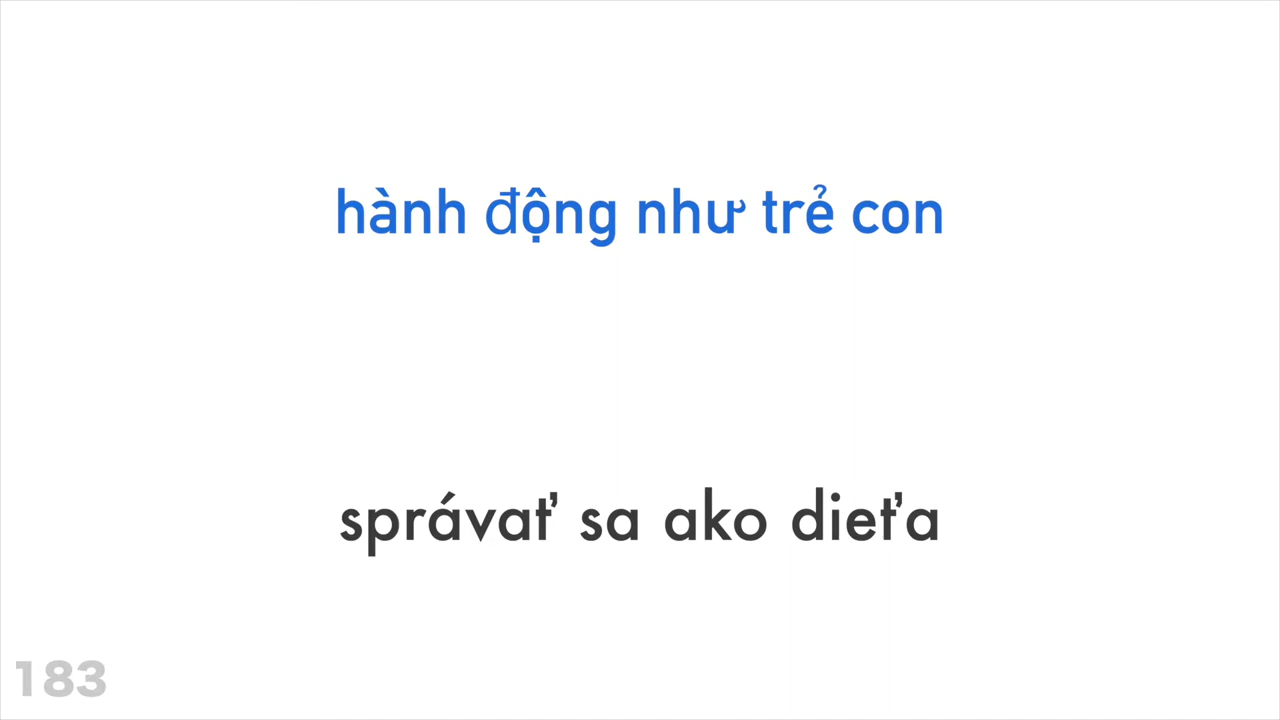 hành động như trẻ con
správať sa ako dieťa
183